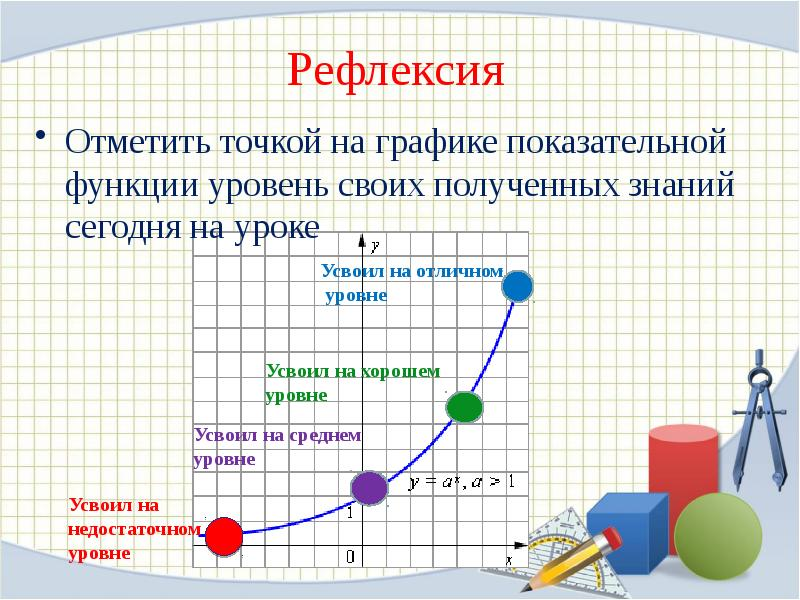 Рефлексия
• Отметить точкой на графике показательной
функции уровень своих полученных знаний
сегодня на уроке
y
Усвоил на отличном
уровне
Усвоил на хорошем
уровне
Усвоил на среднем
уровне
y = aˣ, a > 1
Усвоил на
недостаточном
уровне
1
0
x